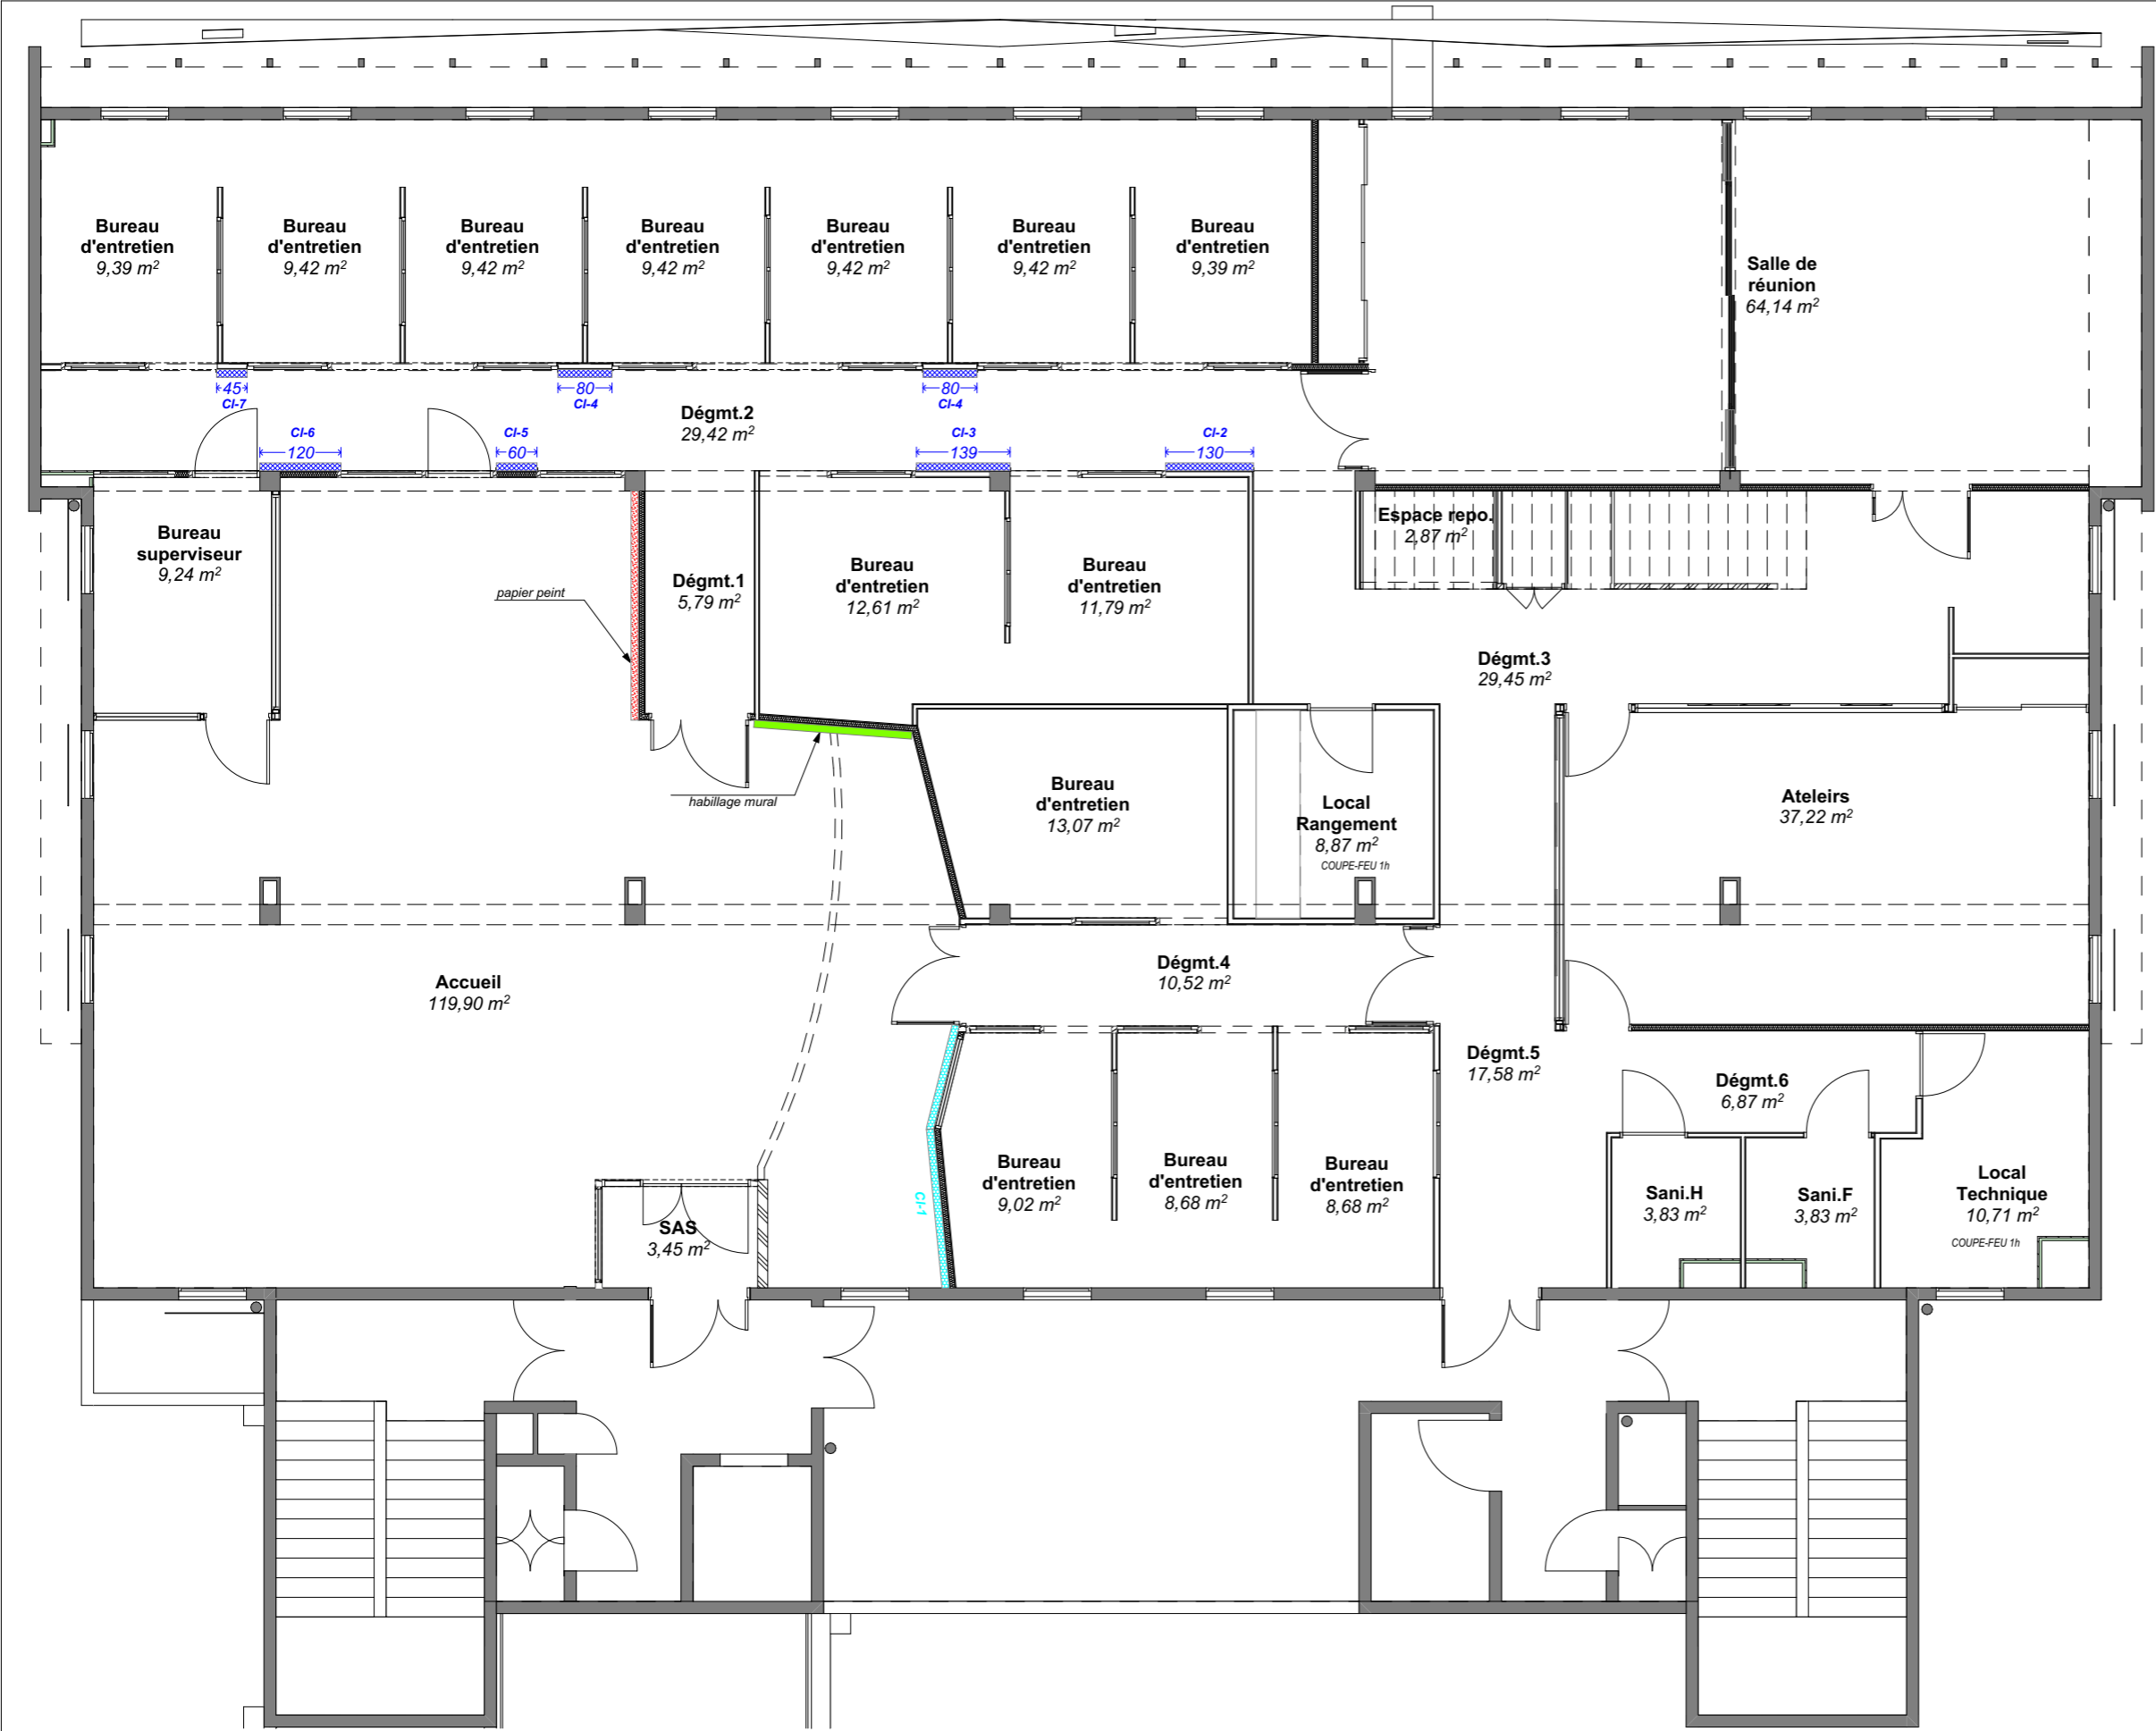 Bureau
d'entretien
9,39 m²
Bureau
d'entretien
9,42 m²
Bureau
d'entretien
9,42 m²
Bureau
d'entretien
9,42 m²
Bureau
d'entretien
9,42 m²
Bureau
d'entretien
9,42 m²
Bureau
d'entretien
9,39 m²
Salle de
réunion
64,14 m²
45
CI-7
80
CI-4
80
CI-4
Dégmt.2
29,42 m²
CI-6
120
CI-5
60
CI-3
139
CI-2
130
Bureau
superviseur
9,24 m²
papier peint
Dégmt.1
5,79 m²
Bureau
d'entretien
12,61 m²
Bureau
d'entretien
11,79 m²
Espace repo.
2,87 m²
Dégmt.3
29,45 m²
habillage mural
Bureau
d'entretien
13,07 m²
Local
Rangement
8,87 m²
COUPE-FEU 1h
Ateleirs
37,22 m²
Accueil
119,90 m²
Dégmt.4
10,52 m²
Dégmt.5
17,58 m²
Dégmt.6
6,87 m²
CI-1
Bureau
d'entretien
9,02 m²
Bureau
d'entretien
8,68 m²
Bureau
d'entretien
8,68 m²
SAS
3,45 m²
Sani.H
3,83 m²
Sani.F
3,83 m²
Local
Technique
10,71 m²
COUPE-FEU 1h